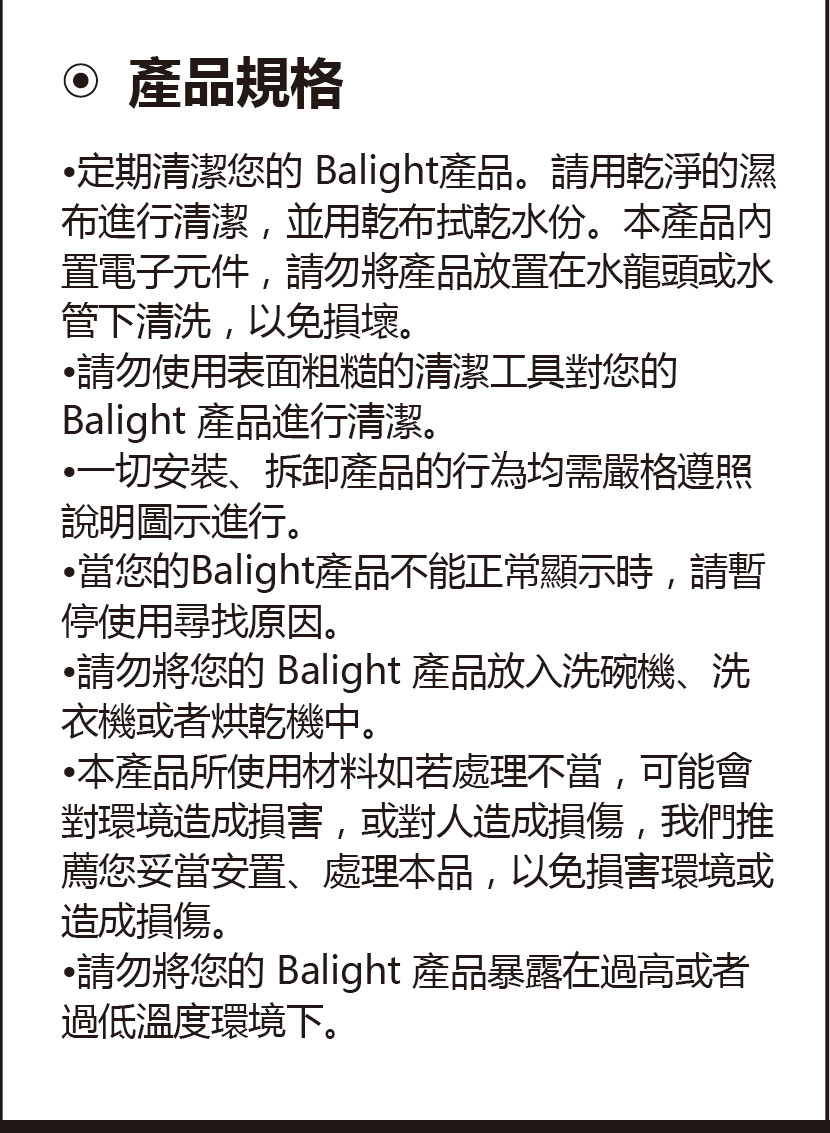 ⊙ 產品規格
•定期清潔您的 Balight產品。請用乾淨的濕
布進行清潔，並用乾布拭乾水份。本產品內
置電子元件，請勿將產品放置在水龍頭或水
管下清洗，以免損壞。
•請勿使用表面粗糙的清潔工具對您的
Balight 產品進行清潔。
•一切安裝、拆卸產品的行為均需嚴格遵照
說明圖示進行。
•當您的Balight產品不能正常顯示時，請暫
停使用尋找原因。
•請勿將您的 Balight 產品放入洗碗機、洗
衣機或者烘乾機中。
•本產品所使用材料如若處理不當，可能會
對環境造成損害，或對人造成損傷，我們推
薦您妥當安置、處理本品，以免損害環境或
造成損傷。
•請勿將您的 Balight 產品暴露在過高或者
過低溫度環境下。